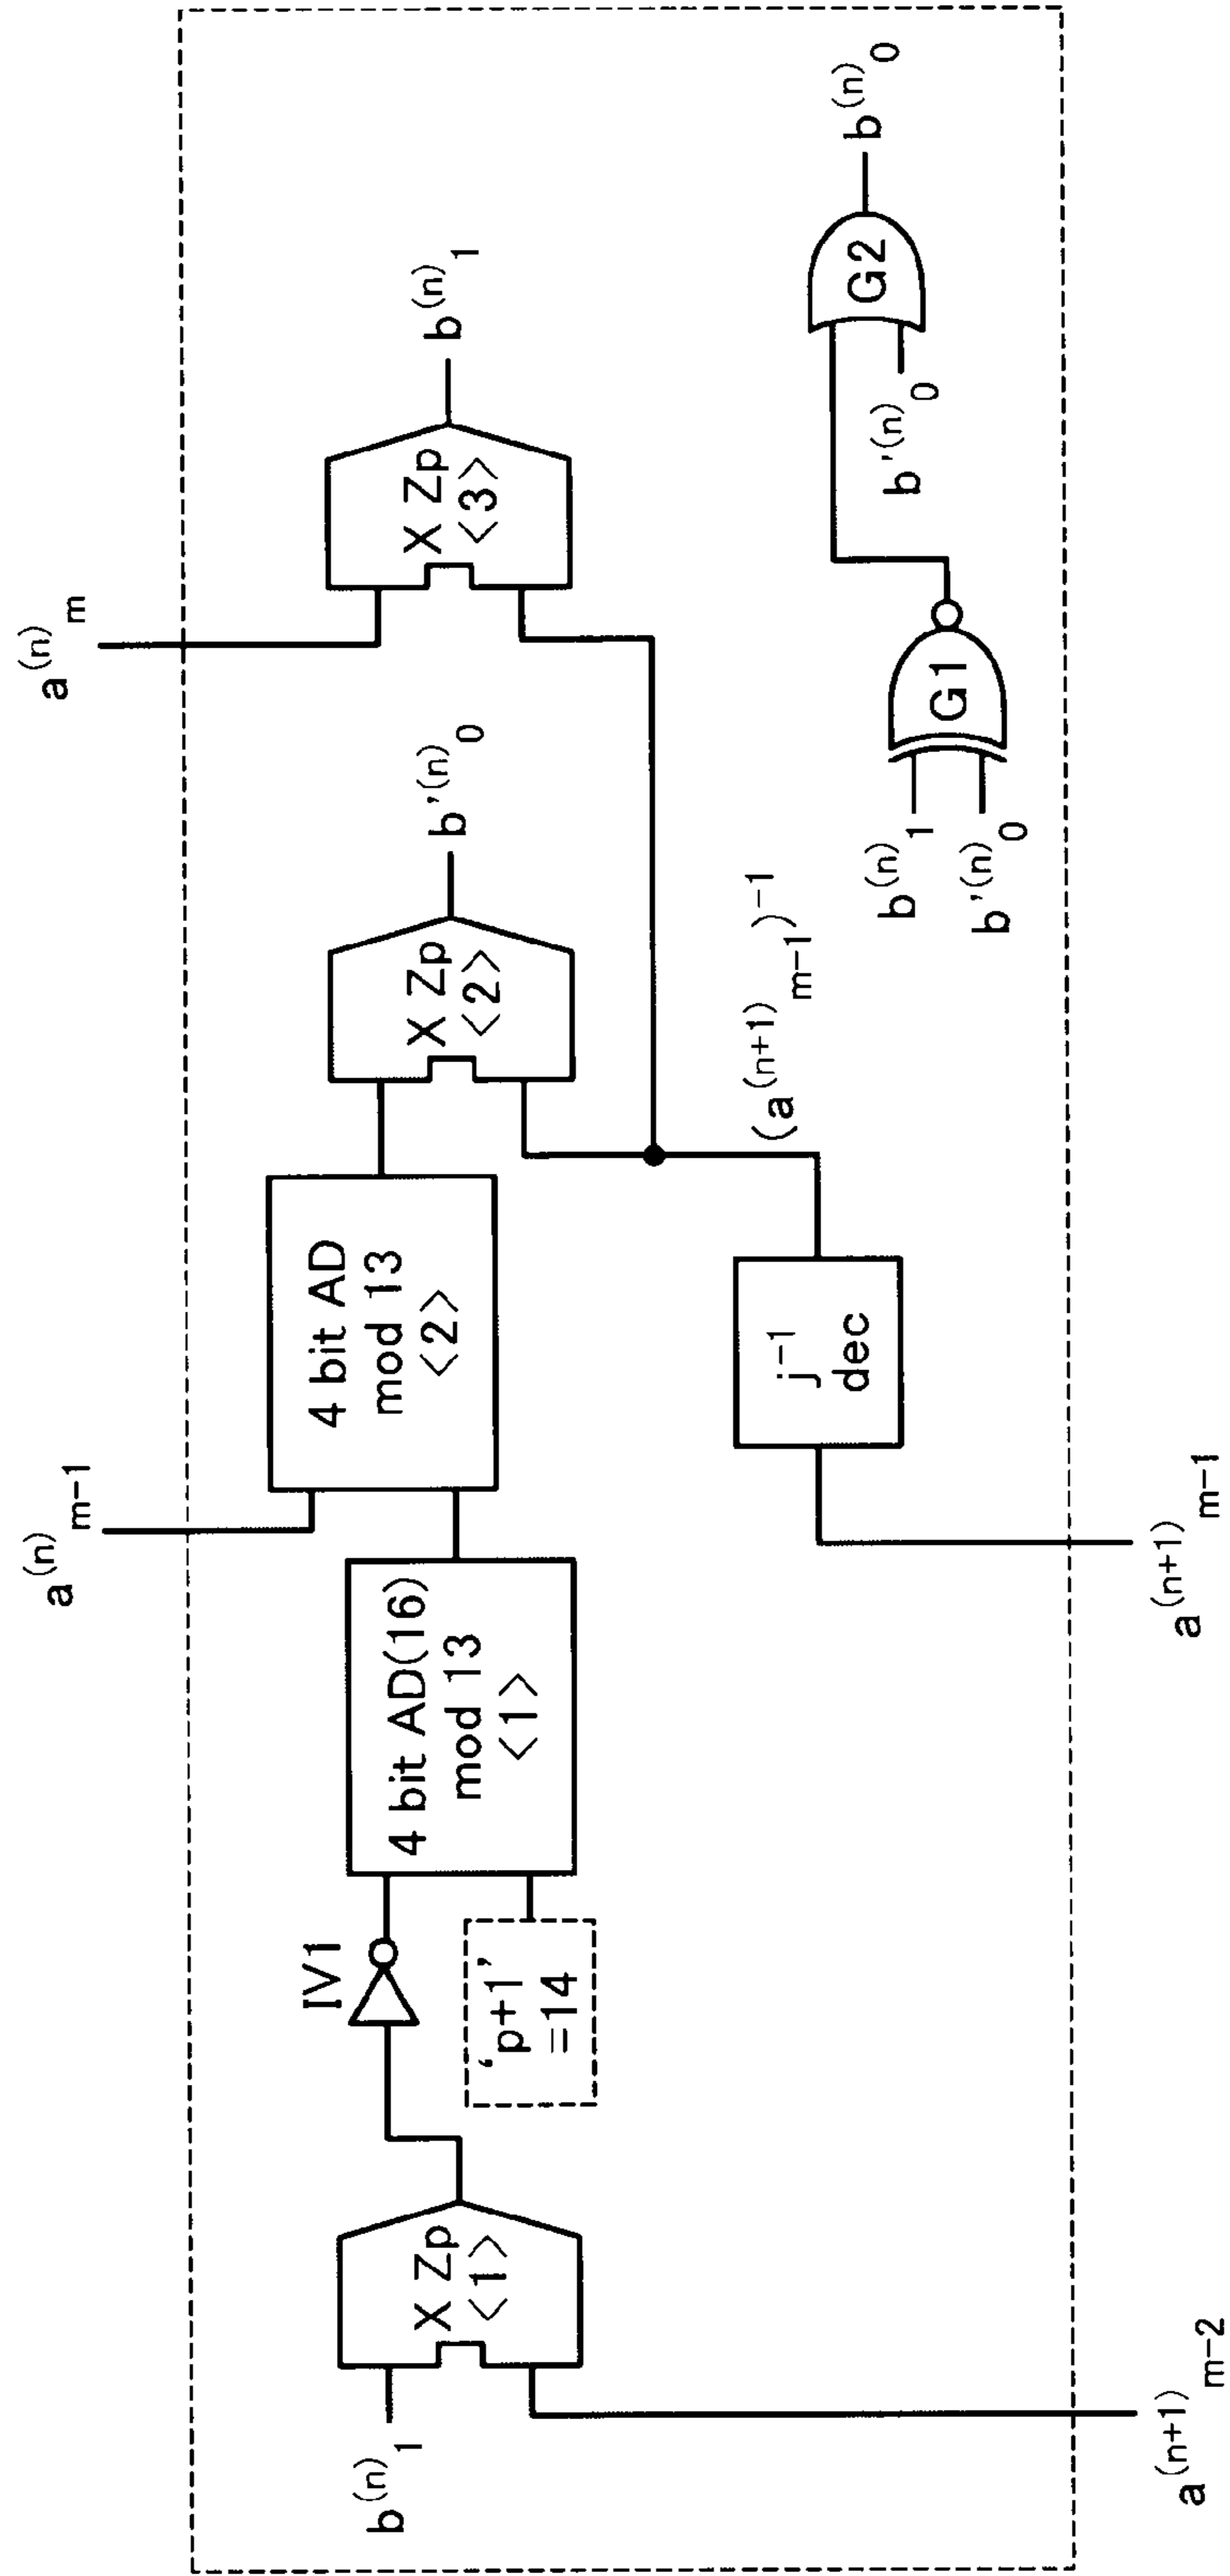 b(n)1
a(n+1)m-2
X Zp
<1>
IV1
'p+1'
=14
4 bit AD(16)
mod 13
<1>
a(n)m-1
4 bit AD
mod 13
<2>
a(n+1)m-1
j-1
dec
(a(n+1)m-1)-1
X Zp
<2>
b'(n)0
a(n)m
X Zp
<3>
b(n)1
b(n)1
b'(n)0
G1
b'(n)0
G2
b(n)0